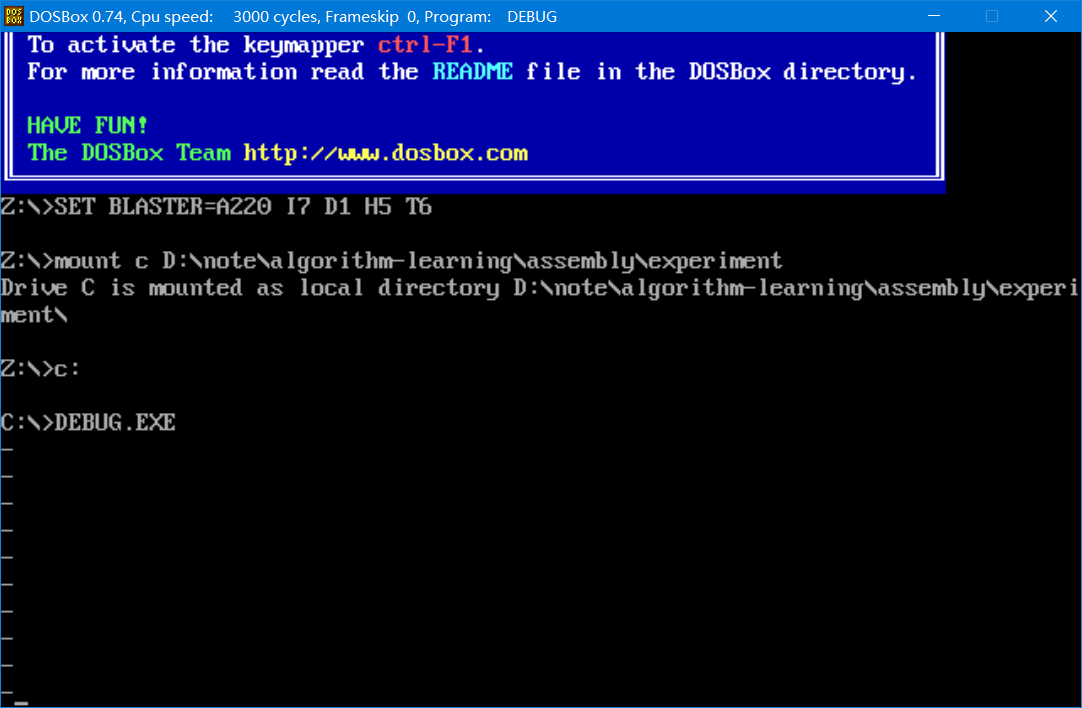 DOSBox 0.74, Cpu speed: 3000 cycles, Frameskip 0, Program: DEBUG
To activate the keymapper ctrl-F1.
For more information read the README file in the DOSBox directory.
HAVE FUN!
The DOSBox Team http://www.dosbox.com
Z:\>SET BLASTER=A220 I7 D1 H5 T6
Z:\>mount c D:\note\algorithm-learning\assembly\experiment
Drive C is mounted as local directory D:\note\algorithm-learning\assembly\experi
ment\
Z:\>c:
C:\>DEBUG.EXE
-
-
-
-
-
-
-
-
-
-